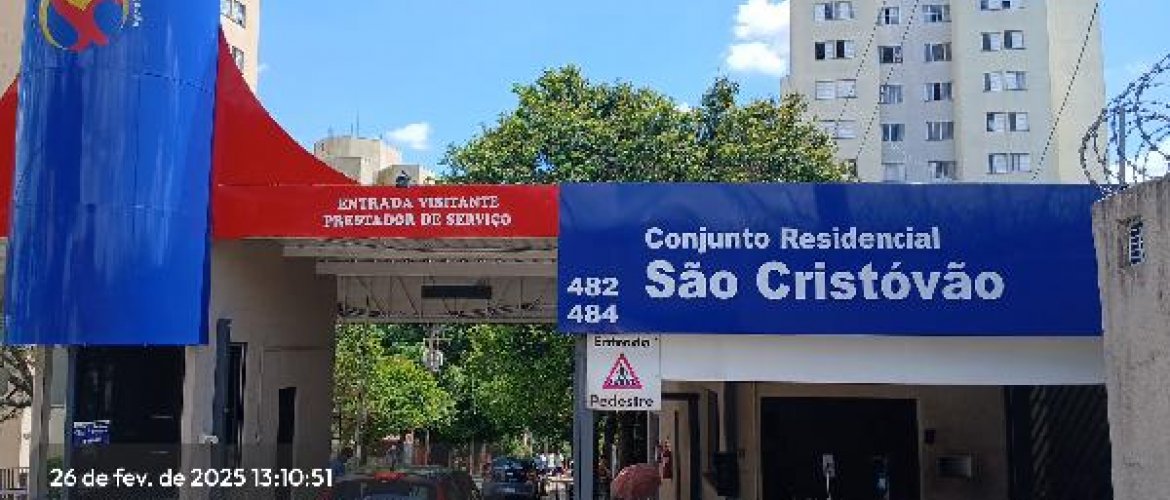 ENTRADA VISITANTE
PRESTADOR DE SERVIÇO
Conjunto Residencial
São Cristóvão
482
484
Entrada
Pedestre
26 de fev. de 2025 13:10:51